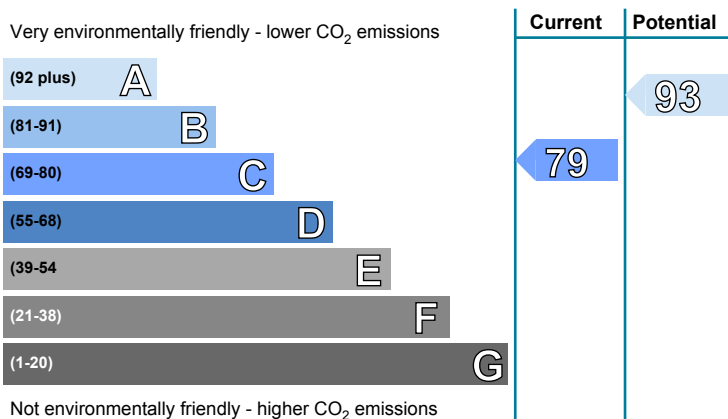 Current Potential
Very environmentally friendly - lower CO2 emissions
(92 plus) A
93
(81-91) B
(69-80) C
79
(55-68) D
(39-54 E
(21-38) F
(1-20) G
Not environmentally friendly - higher CO2 emissions